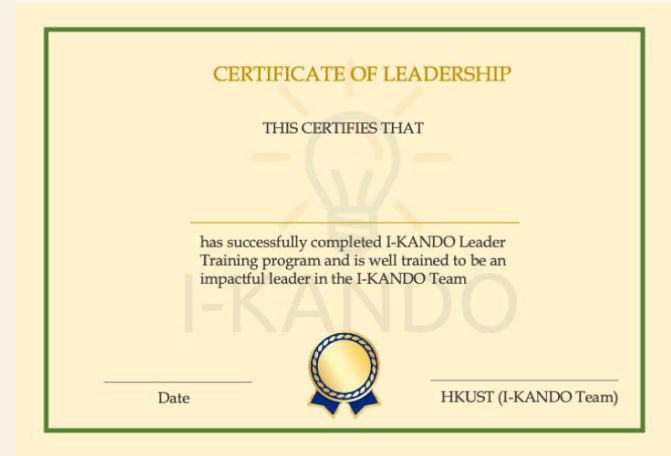 CERTIFICATE OF LEADERSHIP
THIS CERTIFIES THAT
has successfully completed I-KANDO Leader
Training program and is well trained to be an
impactful leader in the I-KANDO Team
I-KANDO
Date
HKUST (I-KANDO Team)